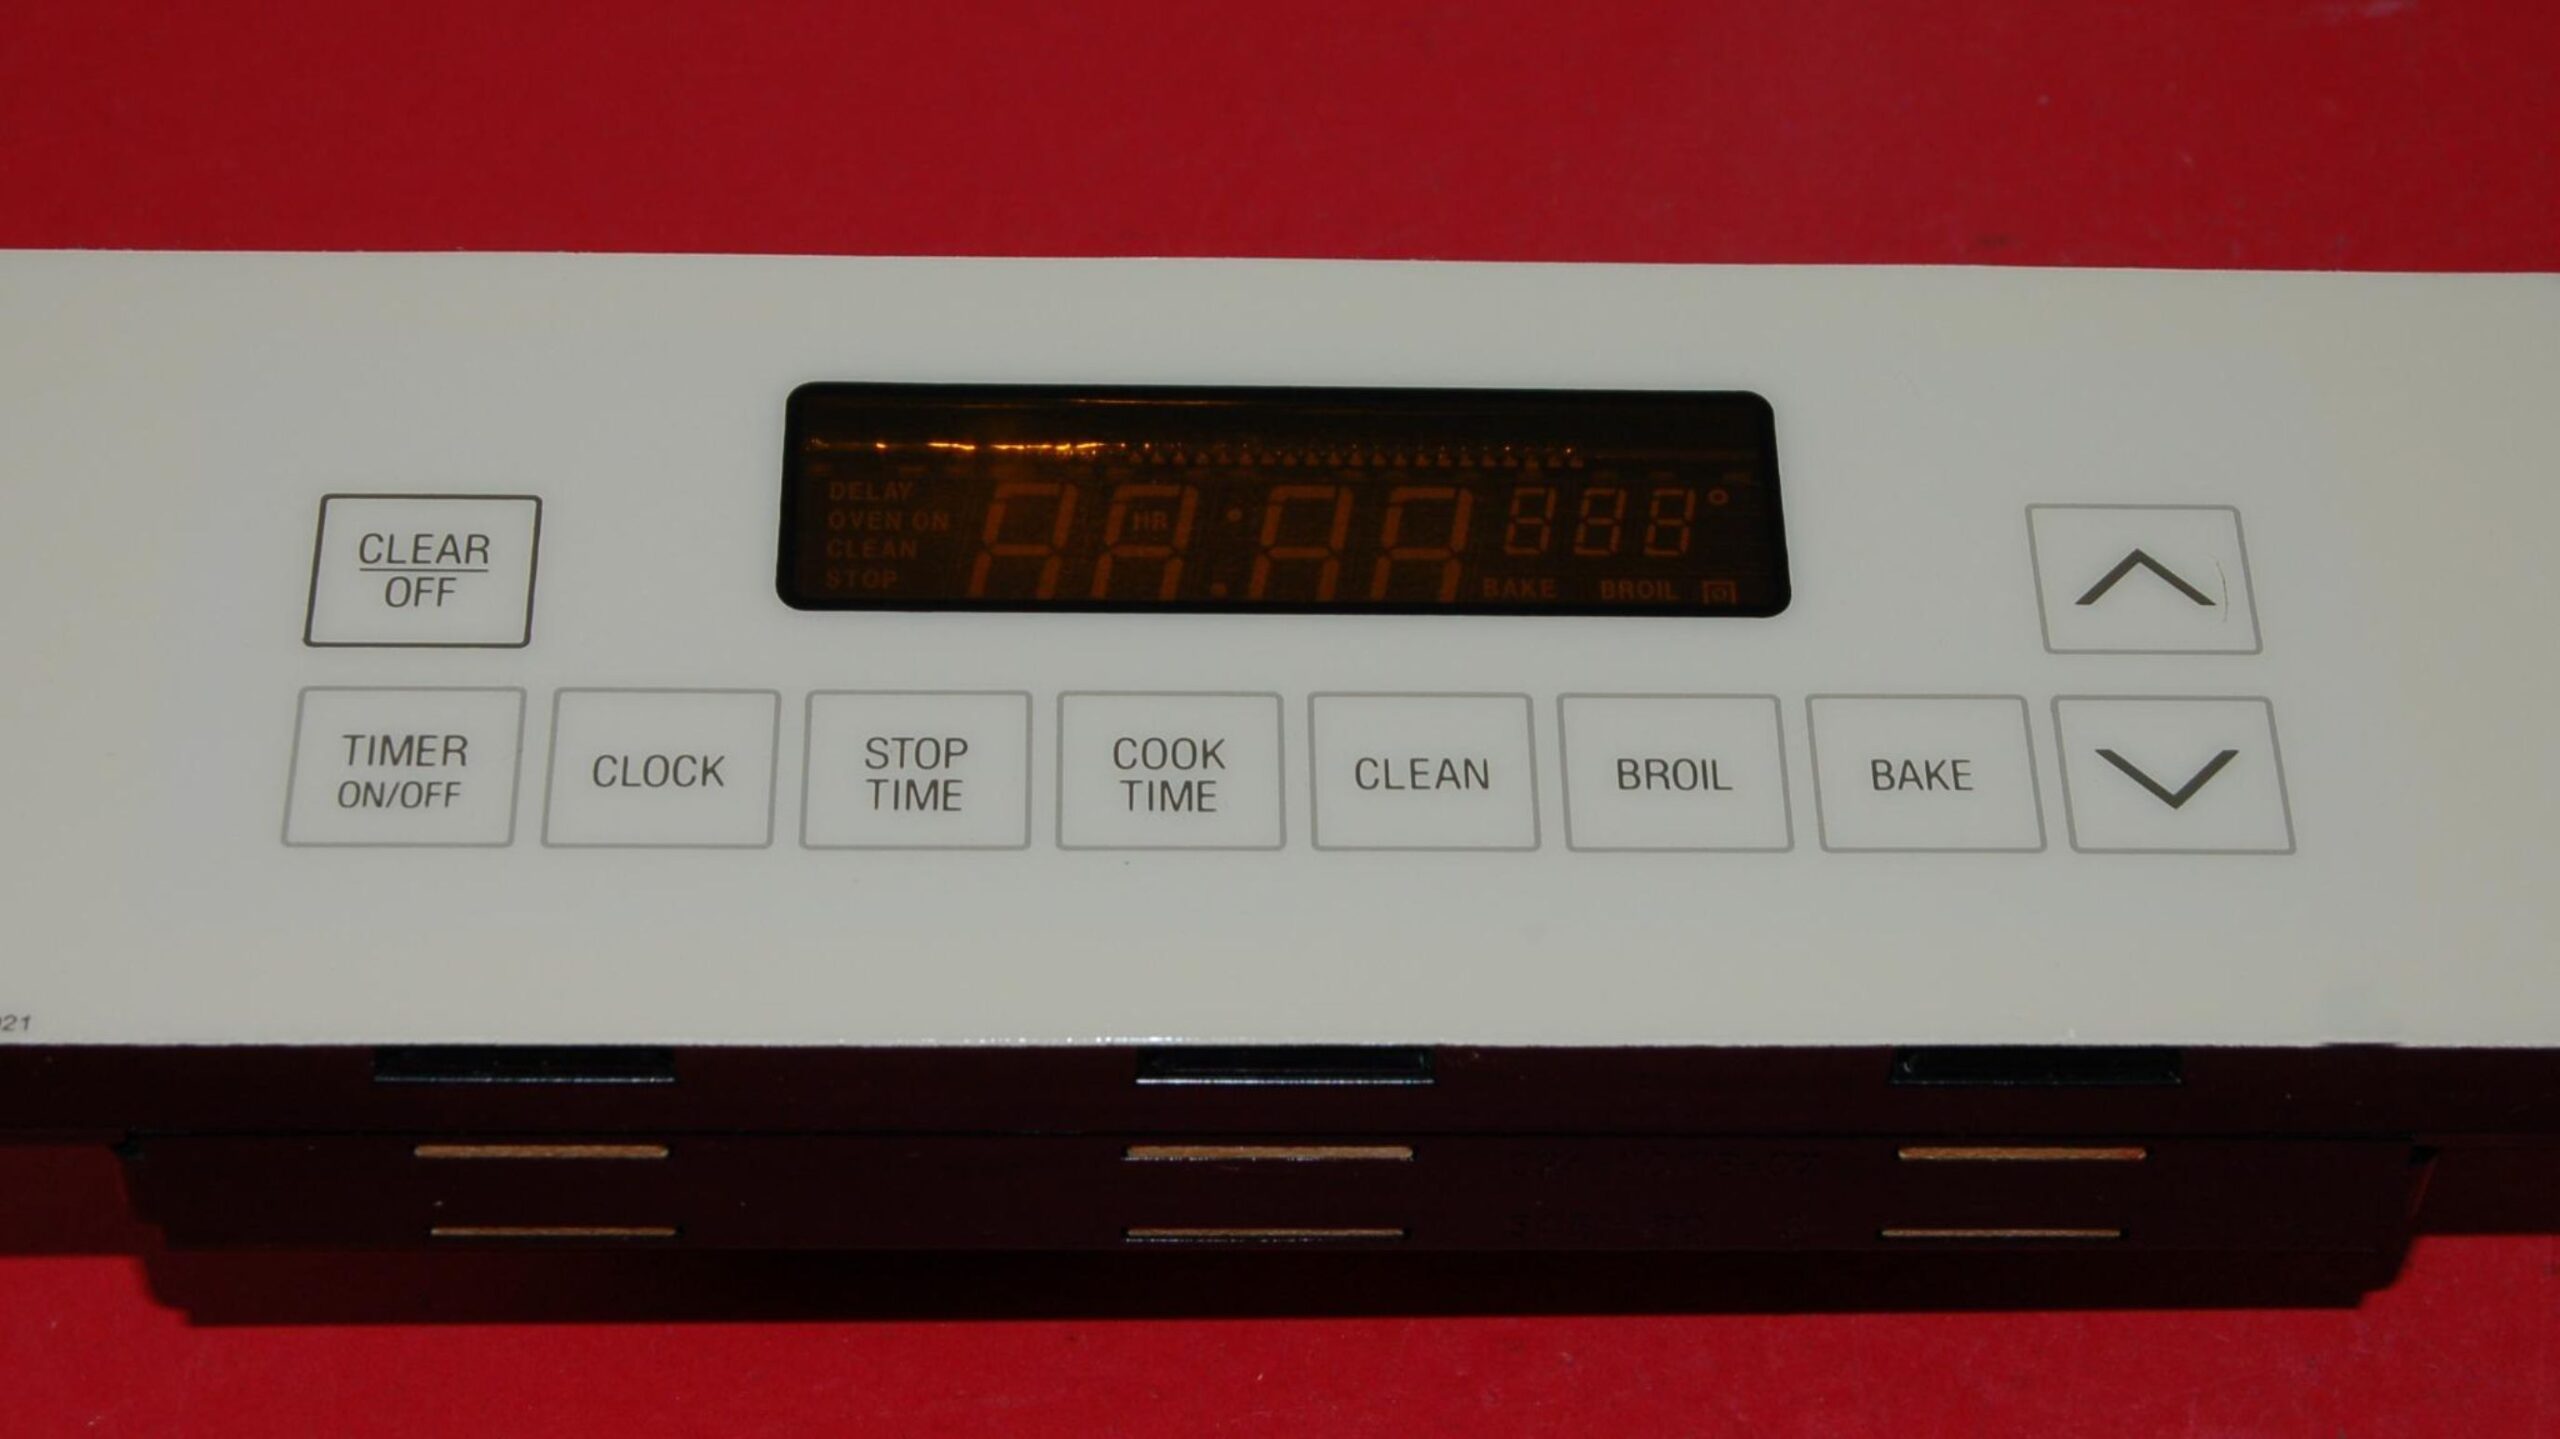 DELAY
OVEN ON
CLEAN
STOP
HR
888°
BAKE BROIL
CLEAR
OFF
TIMER
ON/OFF
CLOCK
STOP
TIME
COOK
TIME
CLEAN
BROIL
BAKE